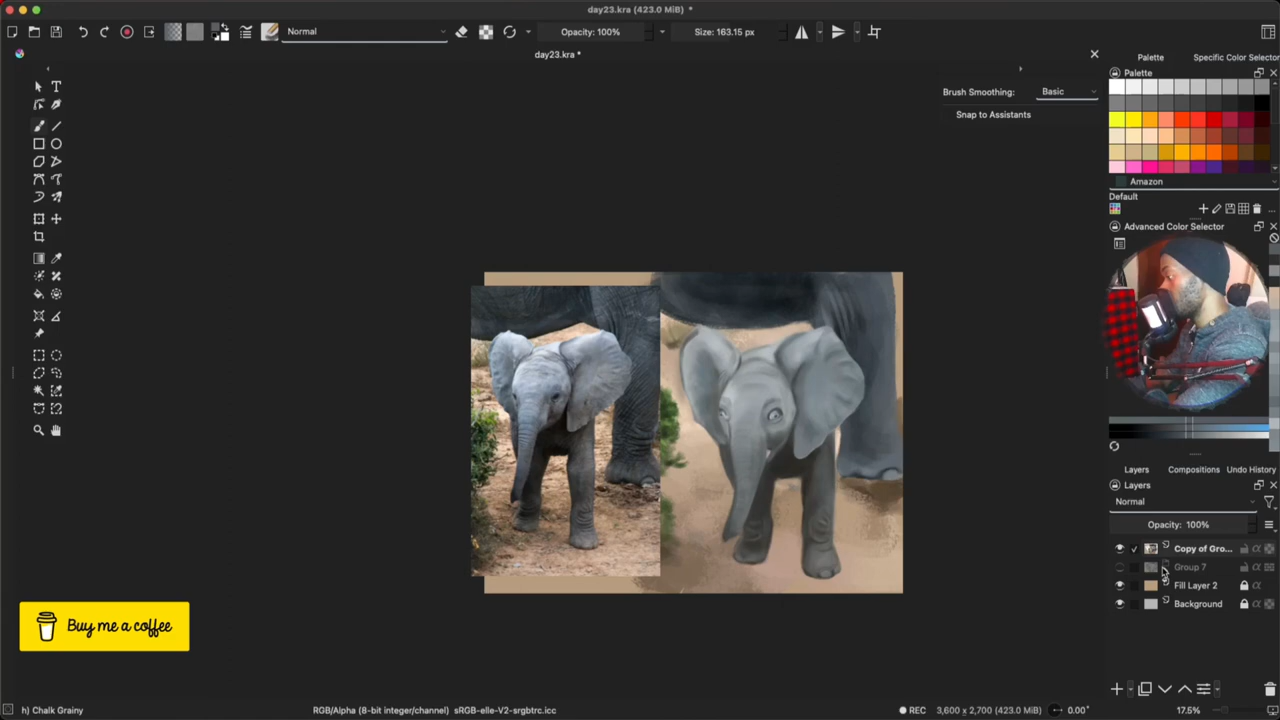 day23.kra (423.0 MiB) *
Normal
Opacity: 100%
Size: 163.15 px
day23.kra *
Brush Smoothing:
Basic
Snap to Assistants
Palette
Specific Color Selector
Palette
Amazon
Default
...
Advanced Color Selector
Layers
Compositions
Undo History
Layers
Normal
Opacity: 100%
Copy of Gro...
Group 7
Fill Layer 2
Background
Buy me a coffee
h) Chalk Grainy
RGB/Alpha (8-bit integer/channel) sRGB-elle-V2-srgbtrc.icc
REC
3,600 x 2,700 (423.0 MiB)
0.00°
17.5%